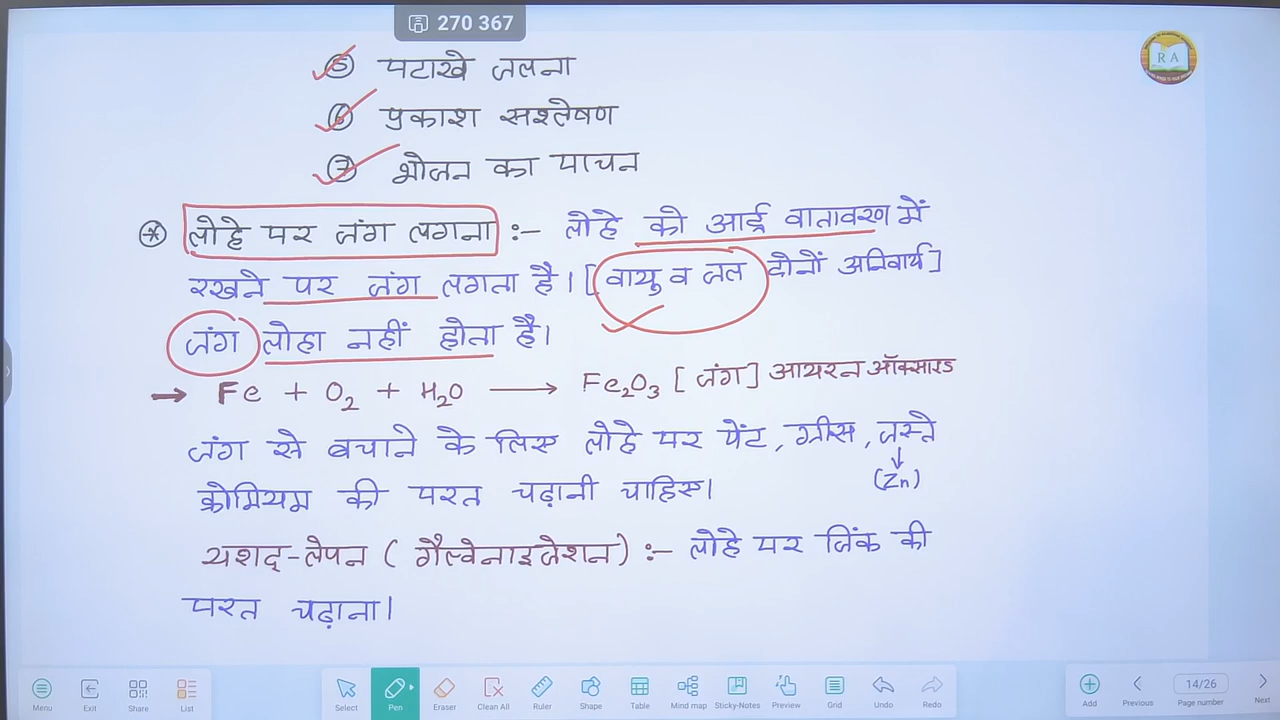 270 367
R A
⑤ पटाखे जलना
⑥ प्रकाश सश्लेषण
⑦ भोजन का पाचन
* लोहे पर जंग लगना :- लोहे को आर्द्र वातावरण में
रखने पर जंग लगता है। [वायु व जल दोनों अनिवार्य]
जंग लोहा नहीं होता है।
→ Fe + O₂ + H₂O ⟶ Fe₂O₃ [जंग] आयरन ऑक्साइड
जंग से बचाने के लिए लोहे पर पेंट, ग्रीस, जस्ते
↓
(Zn)
क्रोमियम की परत चढ़ानी चाहिए।
यशद्-लेपन (गैल्वेनाइजेशन) :- लोहे पर जिंक की
परत चढ़ाना।
Menu Exit Share List Select Pen Eraser Clean All Ruler Shape Table Mind map Sticky-Notes Preview Grid Undo Redo Add Previous 14/26 Page number Next